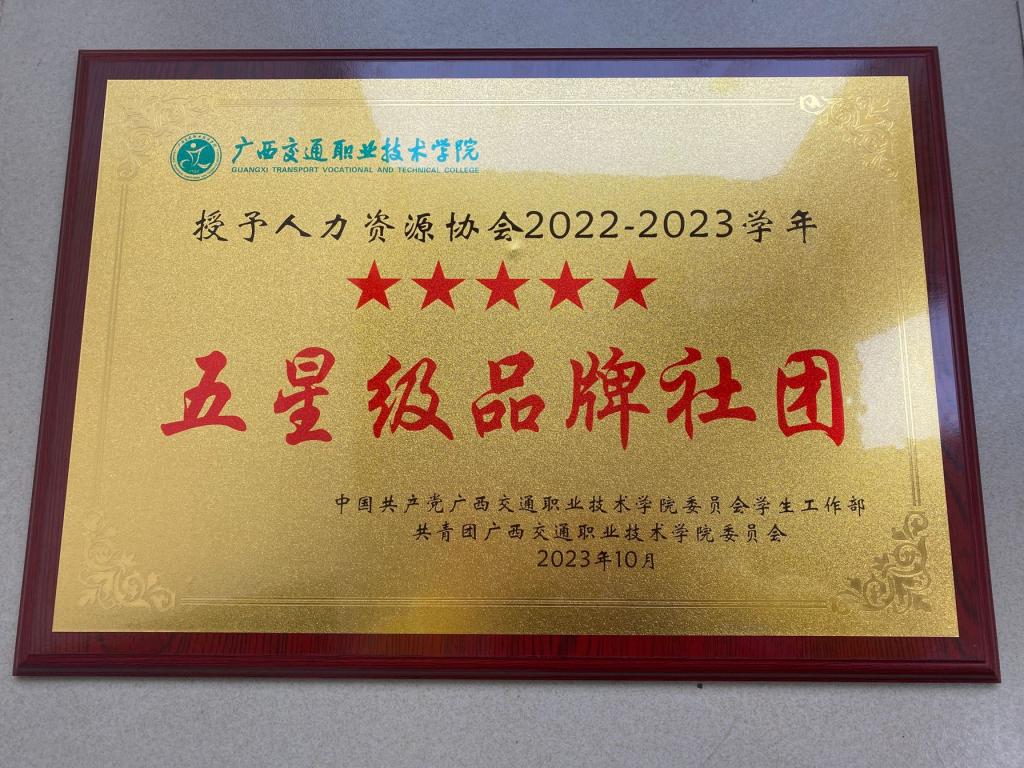 广西交通职业技术学院
GUANGXI TRANSPORT VOCATIONAL AND TECHNICAL COLLEGE
授予人力资源协会2022-2023学年
★★★★★
五星级品牌社团
中国共产党广西交通职业技术学院委员会学生工作部
共青团广西交通职业技术学院委员会
2023年10月